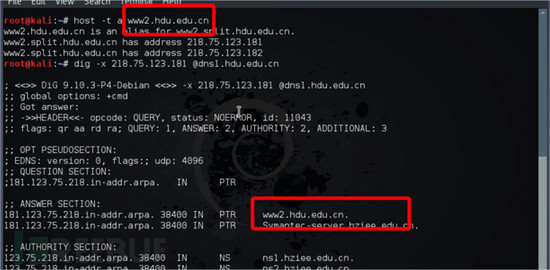 root@kali:~# host -t a www2.hdu.edu.cn
www2.hdu.edu.cn is an alias for www2.split.hdu.edu.cn.
www2.split.hdu.edu.cn has address 218.75.123.181
www2.split.hdu.edu.cn has address 218.75.123.182
root@kali:~# dig -x 218.75.123.181 @dns1.hdu.edu.cn
; <<>> DiG 9.10.3-P4-Debian <<>> -x 218.75.123.181 @dns1.hdu.edu.cn
;; global options: +cmd
;; Got answer:
;; ->>HEADER<<- opcode: QUERY, status: NOERROR, id: 11043
;; flags: qr aa rd ra; QUERY: 1, ANSWER: 2, AUTHORITY: 2, ADDITIONAL: 3
;; OPT PSEUDOSECTION:
; EDNS: version: 0, flags:; udp: 4096
;; QUESTION SECTION:
;181.123.75.218.in-addr.arpa. IN PTR
;; ANSWER SECTION:
181.123.75.218.in-addr.arpa. 38400 IN PTR www2.hdu.edu.cn.
181.123.75.218.in-addr.arpa. 38400 IN PTR Symantec-server.hziee.edu.cn.
;; AUTHORITY SECTION:
123.75.218.in-addr.arpa. 38400 IN NS ns1.hziee.edu.cn.
123.75.218.in-addr.arpa. 38400 IN NS ns2.hziee.edu.cn.